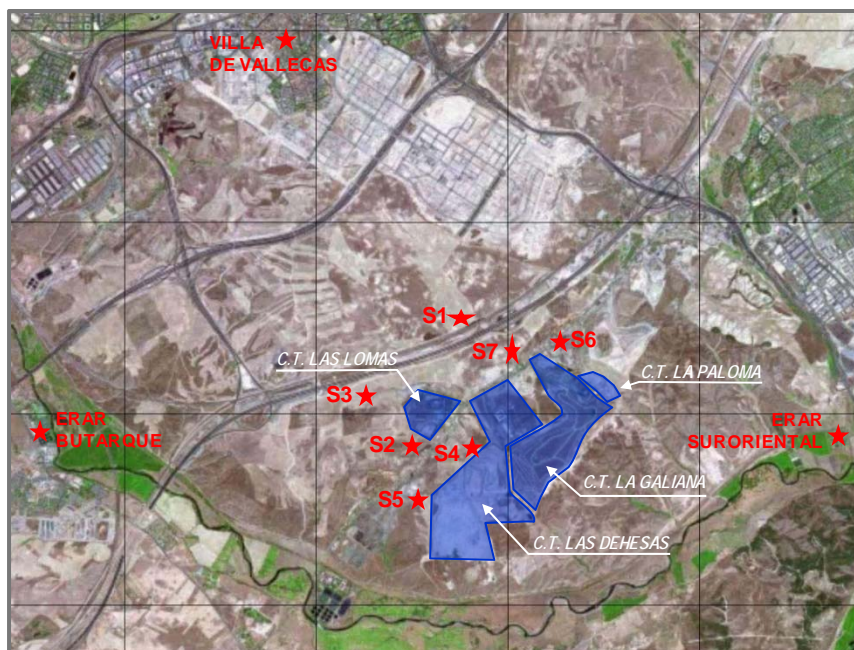 VILLA
DE VALLECAS
S1
S6
S7
C.T. LAS LOMAS
C.T. LA PALOMA
S3
ERAR
BUTARQUE
ERAR
SURORIENTAL
S2
S4
C.T. LA GALIANA
S5
C.T. LAS DEHESAS